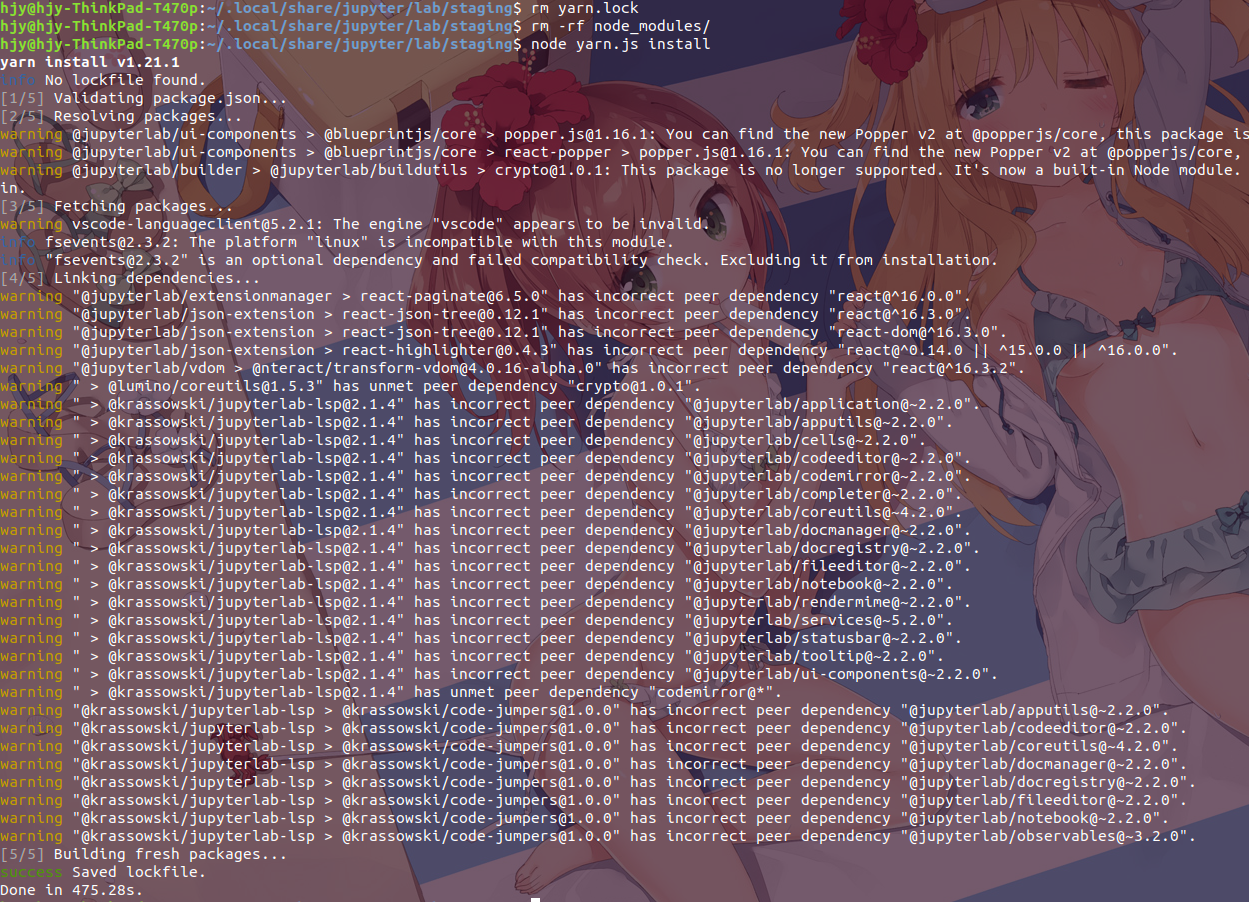 hjy@hjy-ThinkPad-T470p:~/.local/share/jupyter/lab/staging$ rm yarn.lock
hjy@hjy-ThinkPad-T470p:~/.local/share/jupyter/lab/staging$ rm -rf node_modules/
hjy@hjy-ThinkPad-T470p:~/.local/share/jupyter/lab/staging$ node yarn.js install
yarn install v1.21.1
info No lockfile found.
[1/5] Validating package.json...
[2/5] Resolving packages...
warning @jupyterlab/ui-components > @blueprintjs/core > popper.js@1.16.1: You can find the new Popper v2 at @popperjs/core, this package is
warning @jupyterlab/ui-components > @blueprintjs/core > react-popper > popper.js@1.16.1: You can find the new Popper v2 at @popperjs/core,
warning @jupyterlab/builder > @jupyterlab/buildutils > crypto@1.0.1: This package is no longer supported. It's now a built-in Node module.
in.
[3/5] Fetching packages...
warning vscode-languageclient@5.2.1: The engine "vscode" appears to be invalid.
info fsevents@2.3.2: The platform "linux" is incompatible with this module.
info "fsevents@2.3.2" is an optional dependency and failed compatibility check. Excluding it from installation.
[4/5] Linking dependencies...
warning "@jupyterlab/extensionmanager > react-paginate@6.5.0" has incorrect peer dependency "react@^16.0.0".
warning "@jupyterlab/json-extension > react-json-tree@0.12.1" has incorrect peer dependency "react@^16.3.0".
warning "@jupyterlab/json-extension > react-json-tree@0.12.1" has incorrect peer dependency "react-dom@^16.3.0".
warning "@jupyterlab/json-extension > react-highlighter@0.4.3" has incorrect peer dependency "react@^0.14.0 || ^15.0.0 || ^16.0.0".
warning "@jupyterlab/vdom > @nteract/transform-vdom@4.0.16-alpha.0" has incorrect peer dependency "react@^16.3.2".
warning " > @lumino/coreutils@1.5.3" has unmet peer dependency "crypto@1.0.1".
warning " > @krassowski/jupyterlab-lsp@2.1.4" has incorrect peer dependency "@jupyterlab/application@~2.2.0".
warning " > @krassowski/jupyterlab-lsp@2.1.4" has incorrect peer dependency "@jupyterlab/apputils@~2.2.0".
warning " > @krassowski/jupyterlab-lsp@2.1.4" has incorrect peer dependency "@jupyterlab/cells@~2.2.0".
warning " > @krassowski/jupyterlab-lsp@2.1.4" has incorrect peer dependency "@jupyterlab/codeeditor@~2.2.0".
warning " > @krassowski/jupyterlab-lsp@2.1.4" has incorrect peer dependency "@jupyterlab/codemirror@~2.2.0".
warning " > @krassowski/jupyterlab-lsp@2.1.4" has incorrect peer dependency "@jupyterlab/completer@~2.2.0".
warning " > @krassowski/jupyterlab-lsp@2.1.4" has incorrect peer dependency "@jupyterlab/coreutils@~4.2.0".
warning " > @krassowski/jupyterlab-lsp@2.1.4" has incorrect peer dependency "@jupyterlab/docmanager@~2.2.0".
warning " > @krassowski/jupyterlab-lsp@2.1.4" has incorrect peer dependency "@jupyterlab/docregistry@~2.2.0".
warning " > @krassowski/jupyterlab-lsp@2.1.4" has incorrect peer dependency "@jupyterlab/fileeditor@~2.2.0".
warning " > @krassowski/jupyterlab-lsp@2.1.4" has incorrect peer dependency "@jupyterlab/notebook@~2.2.0".
warning " > @krassowski/jupyterlab-lsp@2.1.4" has incorrect peer dependency "@jupyterlab/rendermime@~2.2.0".
warning " > @krassowski/jupyterlab-lsp@2.1.4" has incorrect peer dependency "@jupyterlab/services@~5.2.0".
warning " > @krassowski/jupyterlab-lsp@2.1.4" has incorrect peer dependency "@jupyterlab/statusbar@~2.2.0".
warning " > @krassowski/jupyterlab-lsp@2.1.4" has incorrect peer dependency "@jupyterlab/tooltip@~2.2.0".
warning " > @krassowski/jupyterlab-lsp@2.1.4" has incorrect peer dependency "@jupyterlab/ui-components@~2.2.0".
warning " > @krassowski/jupyterlab-lsp@2.1.4" has unmet peer dependency "codemirror@*".
warning "@krassowski/jupyterlab-lsp > @krassowski/code-jumpers@1.0.0" has incorrect peer dependency "@jupyterlab/apputils@~2.2.0".
warning "@krassowski/jupyterlab-lsp > @krassowski/code-jumpers@1.0.0" has incorrect peer dependency "@jupyterlab/codeeditor@~2.2.0".
warning "@krassowski/jupyterlab-lsp > @krassowski/code-jumpers@1.0.0" has incorrect peer dependency "@jupyterlab/coreutils@~4.2.0".
warning "@krassowski/jupyterlab-lsp > @krassowski/code-jumpers@1.0.0" has incorrect peer dependency "@jupyterlab/docmanager@~2.2.0".
warning "@krassowski/jupyterlab-lsp > @krassowski/code-jumpers@1.0.0" has incorrect peer dependency "@jupyterlab/docregistry@~2.2.0".
warning "@krassowski/jupyterlab-lsp > @krassowski/code-jumpers@1.0.0" has incorrect peer dependency "@jupyterlab/fileeditor@~2.2.0".
warning "@krassowski/jupyterlab-lsp > @krassowski/code-jumpers@1.0.0" has incorrect peer dependency "@jupyterlab/notebook@~2.2.0".
warning "@krassowski/jupyterlab-lsp > @krassowski/code-jumpers@1.0.0" has incorrect peer dependency "@jupyterlab/observables@~3.2.0".
[5/5] Building fresh packages...
success Saved lockfile.
Done in 475.28s.